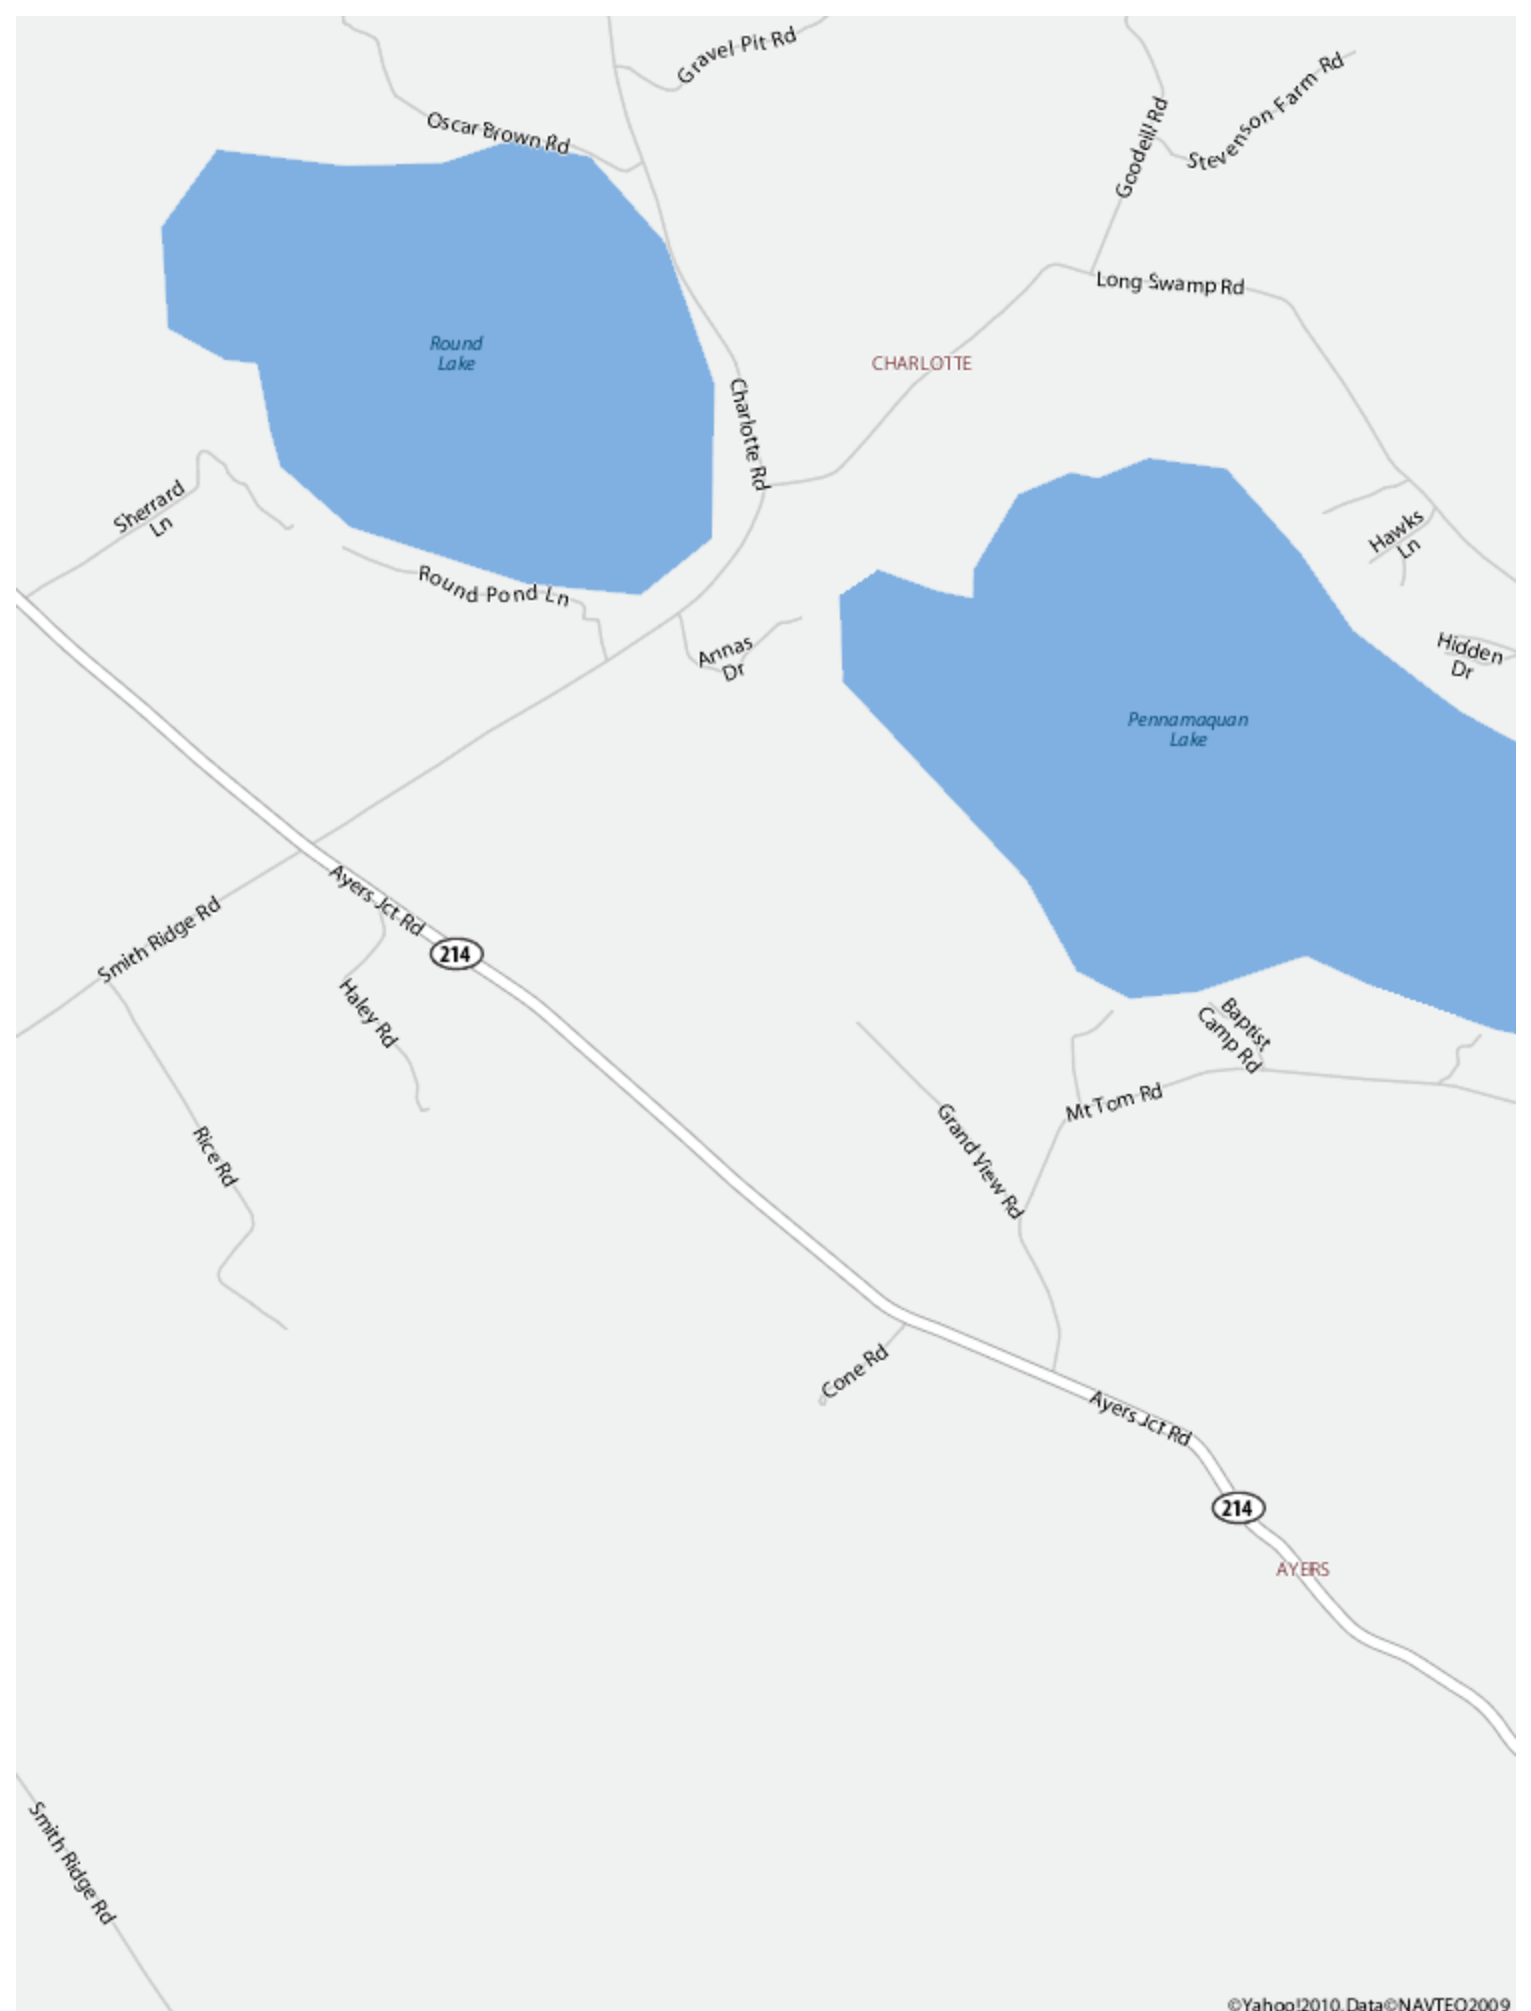 Gravel Pit Rd
Stevenson Farm Rd
Oscar Brown Rd
Goodeill Rd
Long Swamp Rd
Round
Lake
CHARLOTTE
Charlotte Rd
Sherrard
Ln
Hawks
Ln
Round Pond Ln
Annas
Dr
Hidden
Dr
Pennamaquan
Lake
Ayers Jct Rd
Smith Ridge Rd
214
Haley Rd
Baptist
Camp Rd
Mt Tom Rd
Grand View Rd
Rice Rd
Cone Rd
Ayers Jct Rd
214
AYERS
Smith Ridge Rd
©Yahoo!2010, Data©NAVTEQ2009